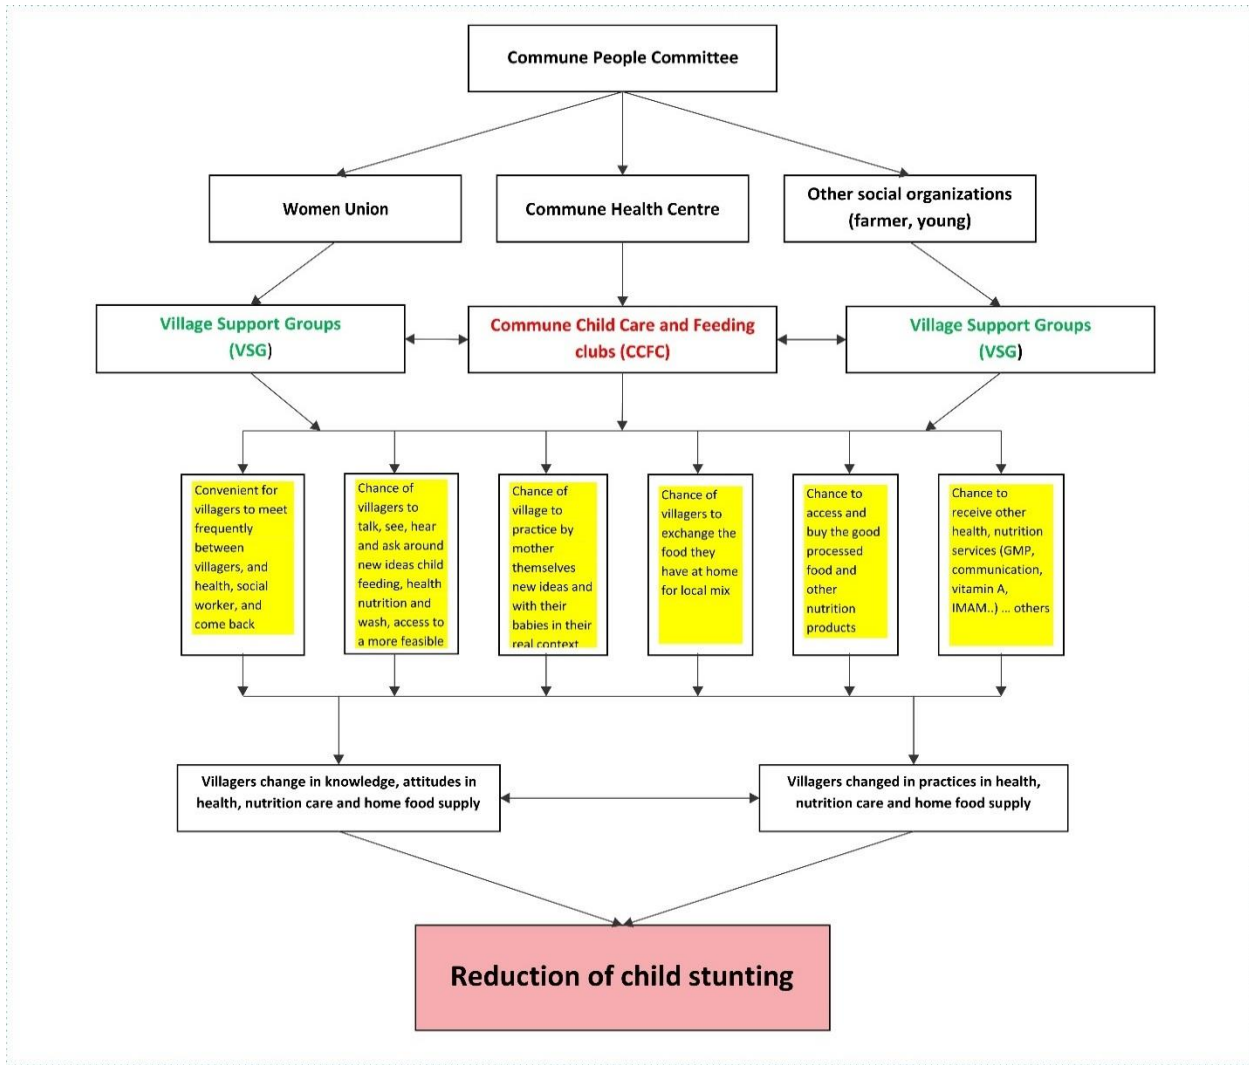 Commune People Committee
Women Union
Commune Health Centre
Other social organizations
(farmer, young)
Village Support Groups
(VSG)
Commune Child Care and Feeding
clubs (CCFC)
Village Support Groups
(VSG)
Convenient for
villagers to meet
frequently
between
villagers, and
health, social
worker, and
come back
Chance of
villagers to
talk, see, hear
and ask around
new ideas child
feeding, health
nutrition and
wash, access to
a more feasible
Chance of
village to
practice by
mother
themselves
new ideas and
with their
babies in their
real context
Chance of
villagers to
exchange the
food they
have at home
for local mix
Chance to
access and
buy the good
processed
food and
other
nutrition
products
Chance to
receive other
health, nutrition
services (GMP,
communication,
vitamin A,
IMAM..) ... others
Villagers change in knowledge, attitudes in
health, nutrition care and home food supply
Villagers changed in practices in health,
nutrition care and home food supply
Reduction of child stunting